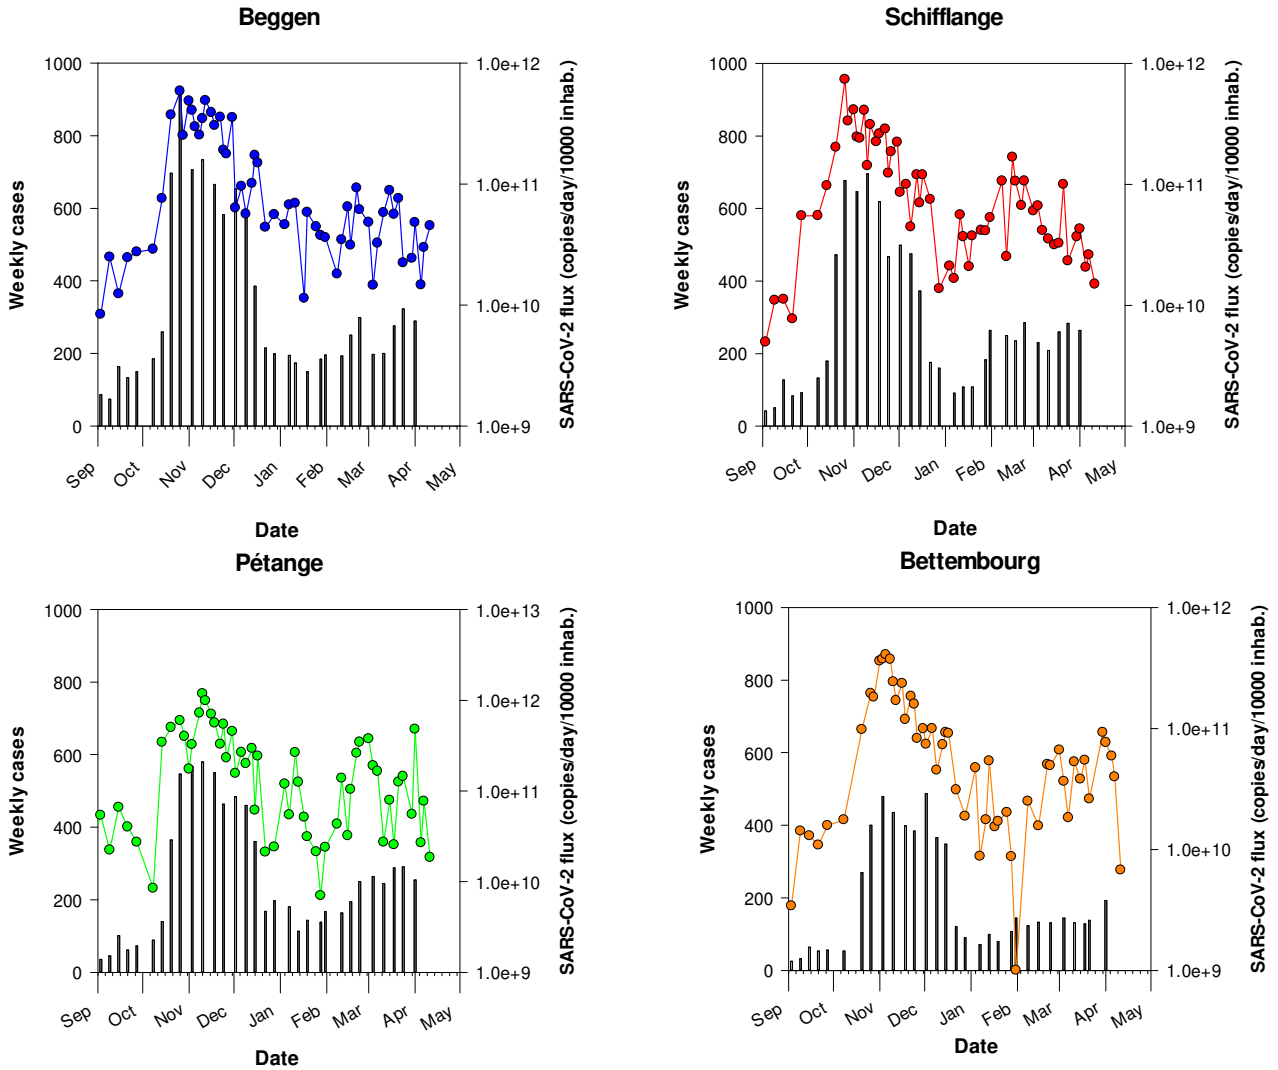 Beggen
1000
800
600
400
200
0
Weekly cases
1.0e+12
1.0e+11
1.0e+10
1.0e+9
SARS-CoV-2 flux (copies/day/10000 inhab.)
Sep Oct Nov Dec Jan Feb Mar Apr May
Date
Schifflange
1000
800
600
400
200
0
Weekly cases
1.0e+12
1.0e+11
1.0e+10
1.0e+9
SARS-CoV-2 flux (copies/day/10000 inhab.)
Sep Oct Nov Dec Jan Feb Mar Apr May
Date
Pétange
1000
800
600
400
200
0
Weekly cases
1.0e+13
1.0e+12
1.0e+11
1.0e+10
1.0e+9
SARS-CoV-2 flux (copies/day/10000 inhab.)
Sep Oct Nov Dec Jan Feb Mar Apr May
Date
Bettembourg
1000
800
600
400
200
0
Weekly cases
1.0e+12
1.0e+11
1.0e+10
1.0e+9
SARS-CoV-2 flux (copies/day/10000 inhab.)
Sep Oct Nov Dec Jan Feb Mar Apr May
Date